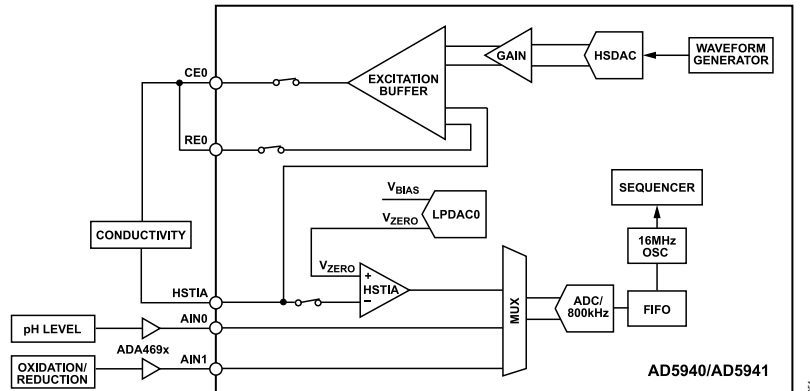 CE0
EXCITATION
BUFFER
GAIN
HSDAC
WAVEFORM
GENERATOR
RE0
VBIAS
VZERO
LPDAC0
SEQUENCER
CONDUCTIVITY
16MHz
OSC
VZERO
+
HSTIA
–
HSTIA
MUX
ADC/
800kHz
FIFO
pH LEVEL
AIN0
ADA469x
OXIDATION/
REDUCTION
AIN1
AD5940/AD5941